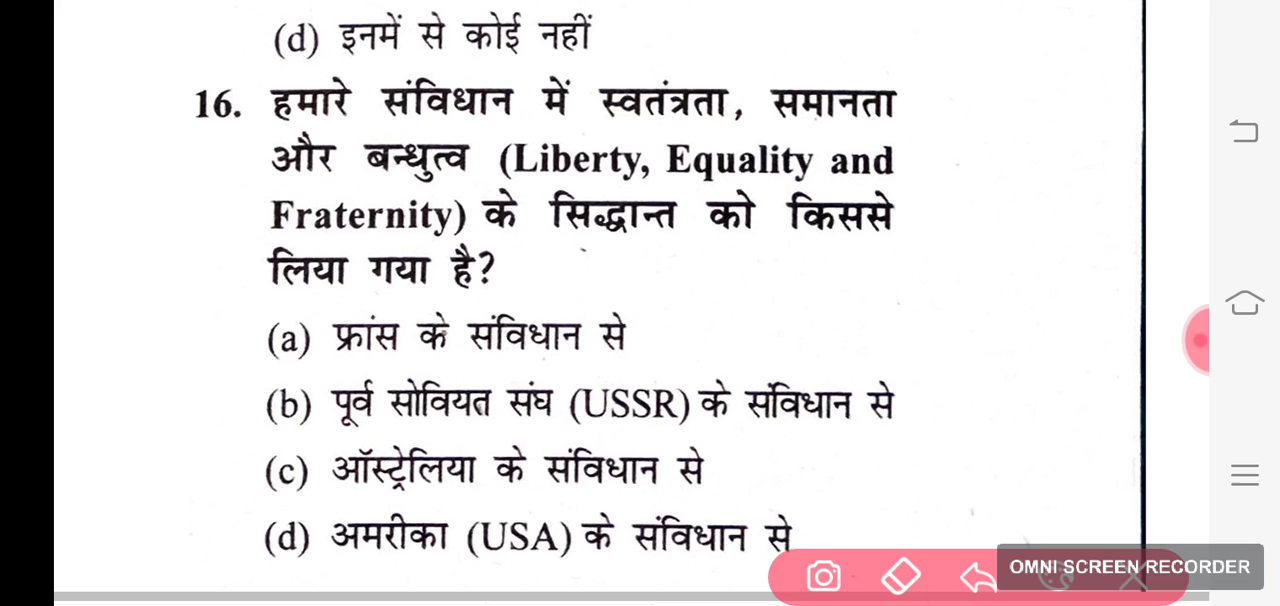 (d) इनमें से कोई नहीं
16. हमारे संविधान में स्वतंत्रता, समानता
और बन्धुत्व (Liberty, Equality and
Fraternity) के सिद्धान्त को किससे
लिया गया है?
(a) फ्रांस के संविधान से
(b) पूर्व सोवियत संघ (USSR) के संविधान से
(c) ऑस्ट्रेलिया के संविधान से
(d) अमरीका (USA) के संविधान से
OMNI SCREEN RECORDER